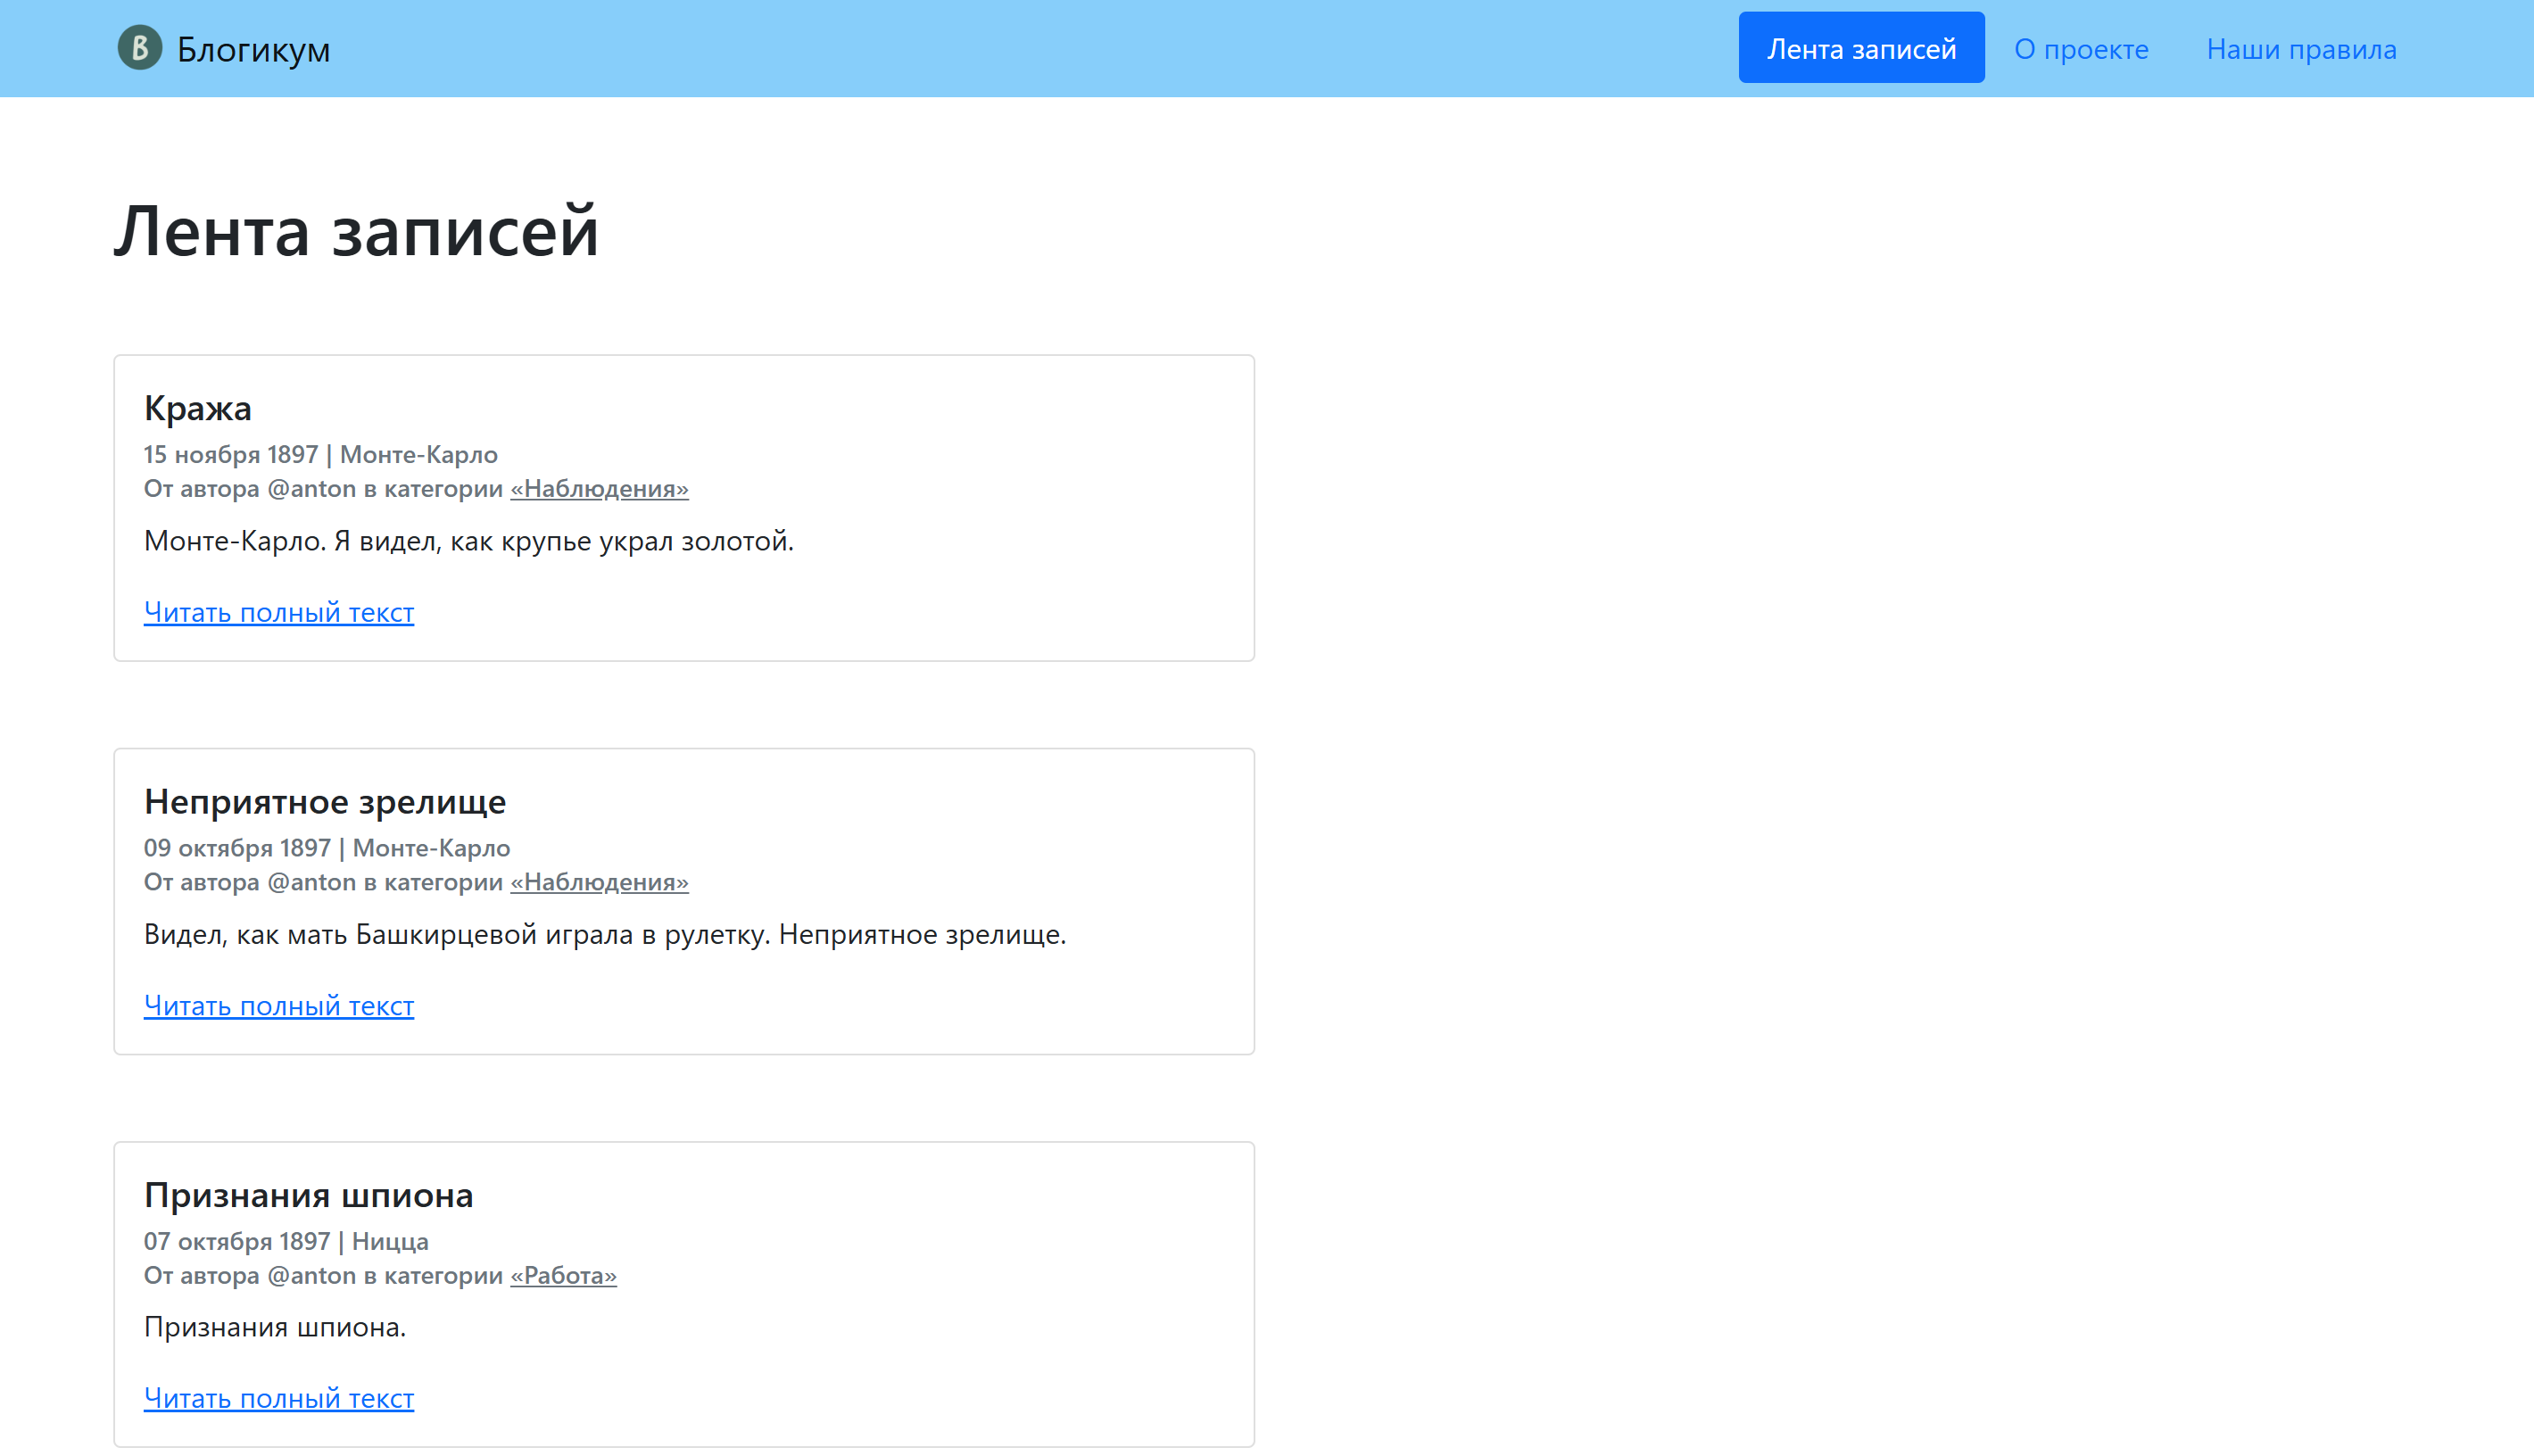 B Блогикум
Лента записей О проекте Наши правила
Лента записей
Кража
15 ноября 1897 | Монте-Карло
От автора @anton в категории «Наблюдения»
Монте-Карло. Я видел, как крупье украл золотой.
Читать полный текст
Неприятное зрелище
09 октября 1897 | Монте-Карло
От автора @anton в категории «Наблюдения»
Видел, как мать Башкирцевой играла в рулетку. Неприятное зрелище.
Читать полный текст
Признания шпиона
07 октября 1897 | Ницца
От автора @anton в категории «Работа»
Признания шпиона.
Читать полный текст